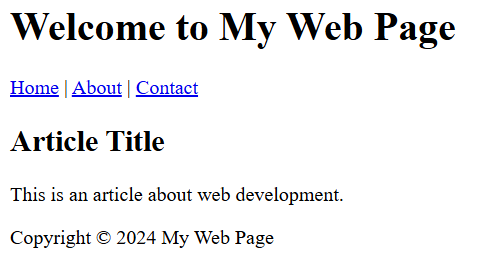 Welcome to My Web Page
Home | About | Contact
Article Title
This is an article about web development.
Copyright © 2024 My Web Page